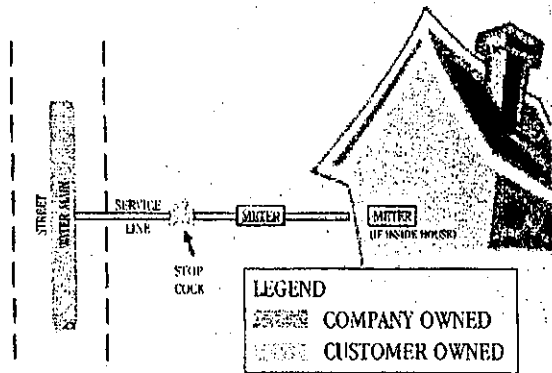 STREET
WATER MAIN
SERVICE
LINE
STOP
COCK
METER
METER
(IF INSIDE HOUSE)
LEGEND
COMPANY OWNED
CUSTOMER OWNED